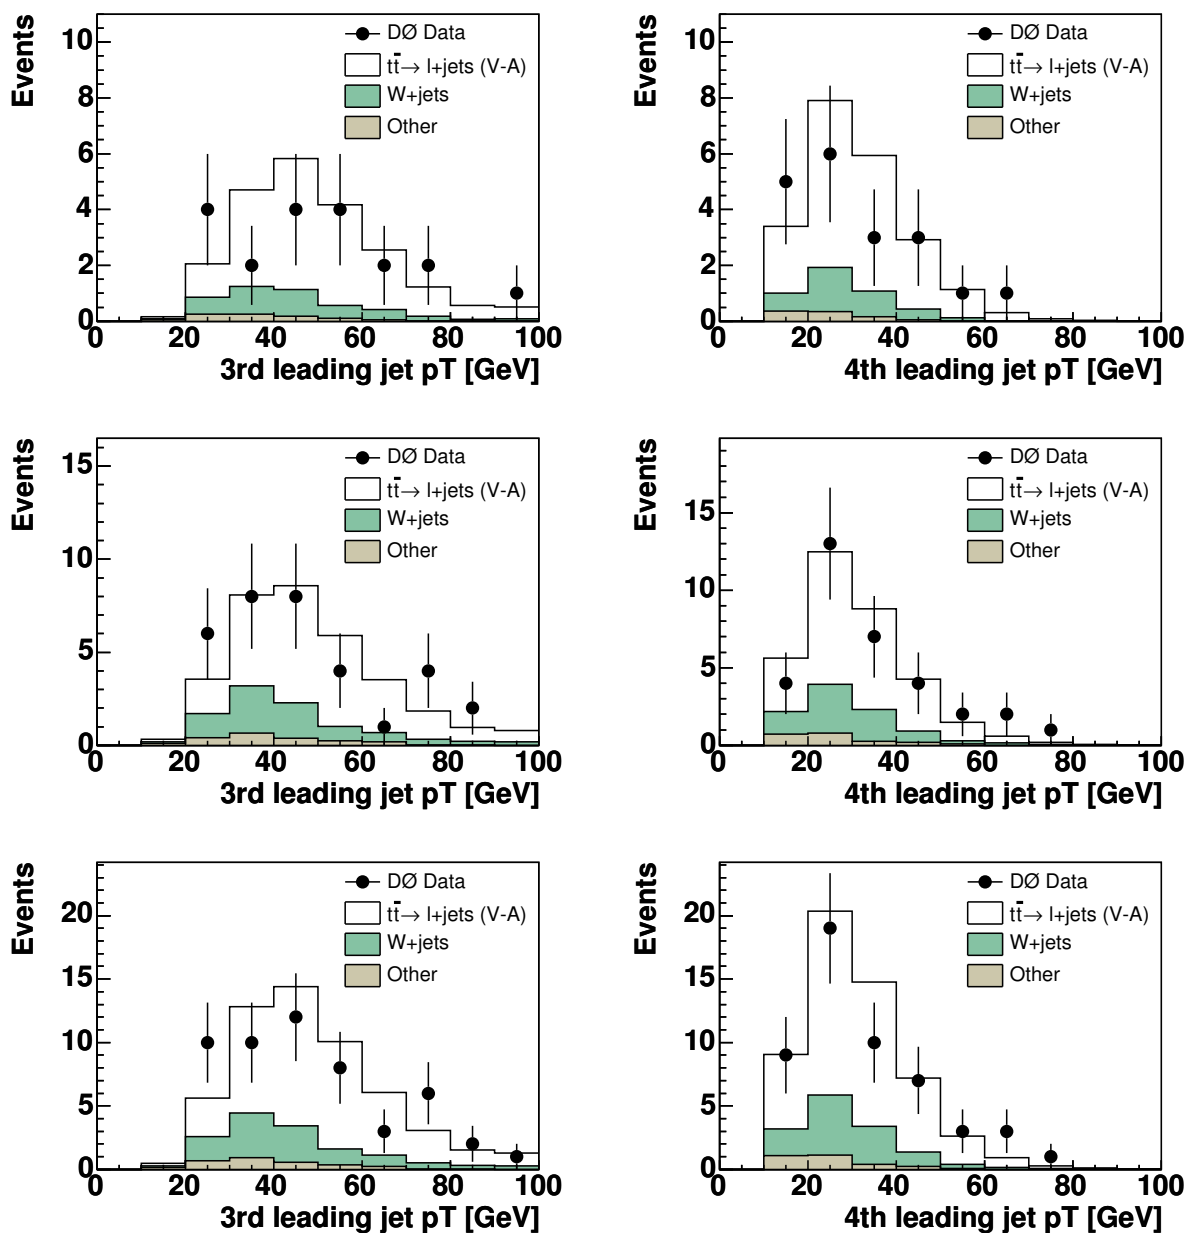 Events
10
8
6
4
2
0
DØ Data
tt̄→ l+jets (V-A)
W+jets
Other
0 20 40 60 80 100
3rd leading jet pT [GeV]
Events
10
8
6
4
2
0
DØ Data
tt̄→ l+jets (V-A)
W+jets
Other
0 20 40 60 80 100
4th leading jet pT [GeV]
Events
15
10
5
0
DØ Data
tt̄→ l+jets (V-A)
W+jets
Other
0 20 40 60 80 100
3rd leading jet pT [GeV]
Events
15
10
5
0
DØ Data
tt̄→ l+jets (V-A)
W+jets
Other
0 20 40 60 80 100
4th leading jet pT [GeV]
Events
20
15
10
5
0
DØ Data
tt̄→ l+jets (V-A)
W+jets
Other
0 20 40 60 80 100
3rd leading jet pT [GeV]
Events
20
15
10
5
0
DØ Data
tt̄→ l+jets (V-A)
W+jets
Other
0 20 40 60 80 100
4th leading jet pT [GeV]